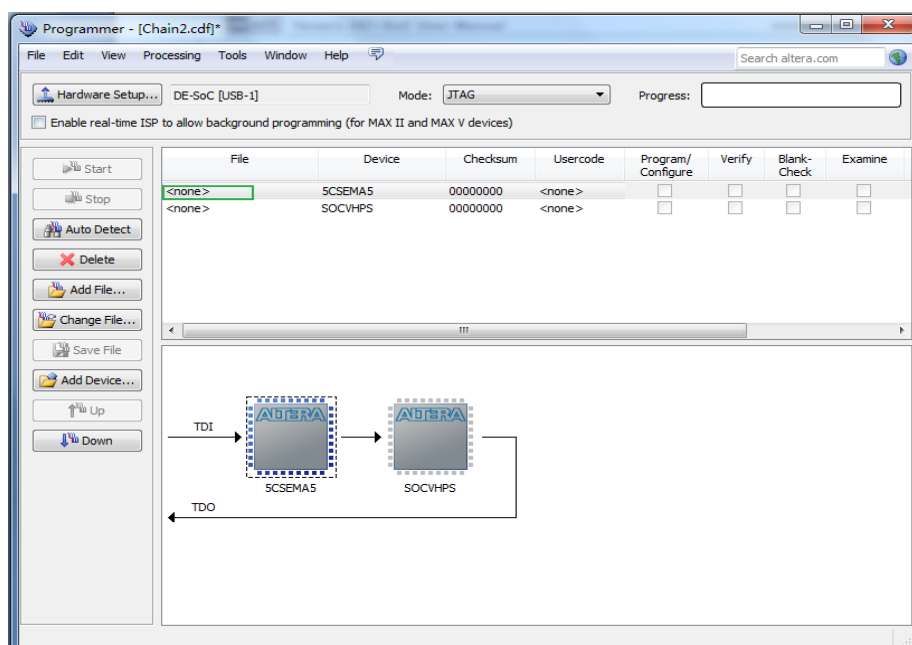 Programmer - [Chain2.cdf]*
File Edit View Processing Tools Window Help
Search altera.com
Hardware Setup... DE-SoC [USB-1] Mode: JTAG Progress:
Enable real-time ISP to allow background programming (for MAX II and MAX V devices)
Start
Stop
Auto Detect
Delete
Add File...
Change File...
Save File
Add Device...
Up
Down
File Device Checksum Usercode Program/ Verify Blank- Examine
Configure Check
<none> 5CSEMA5 00000000 <none>
<none> SOCVHPS 00000000 <none>
TDI
ALTERA
ALTERA
5CSEMA5
SOCVHPS
TDO